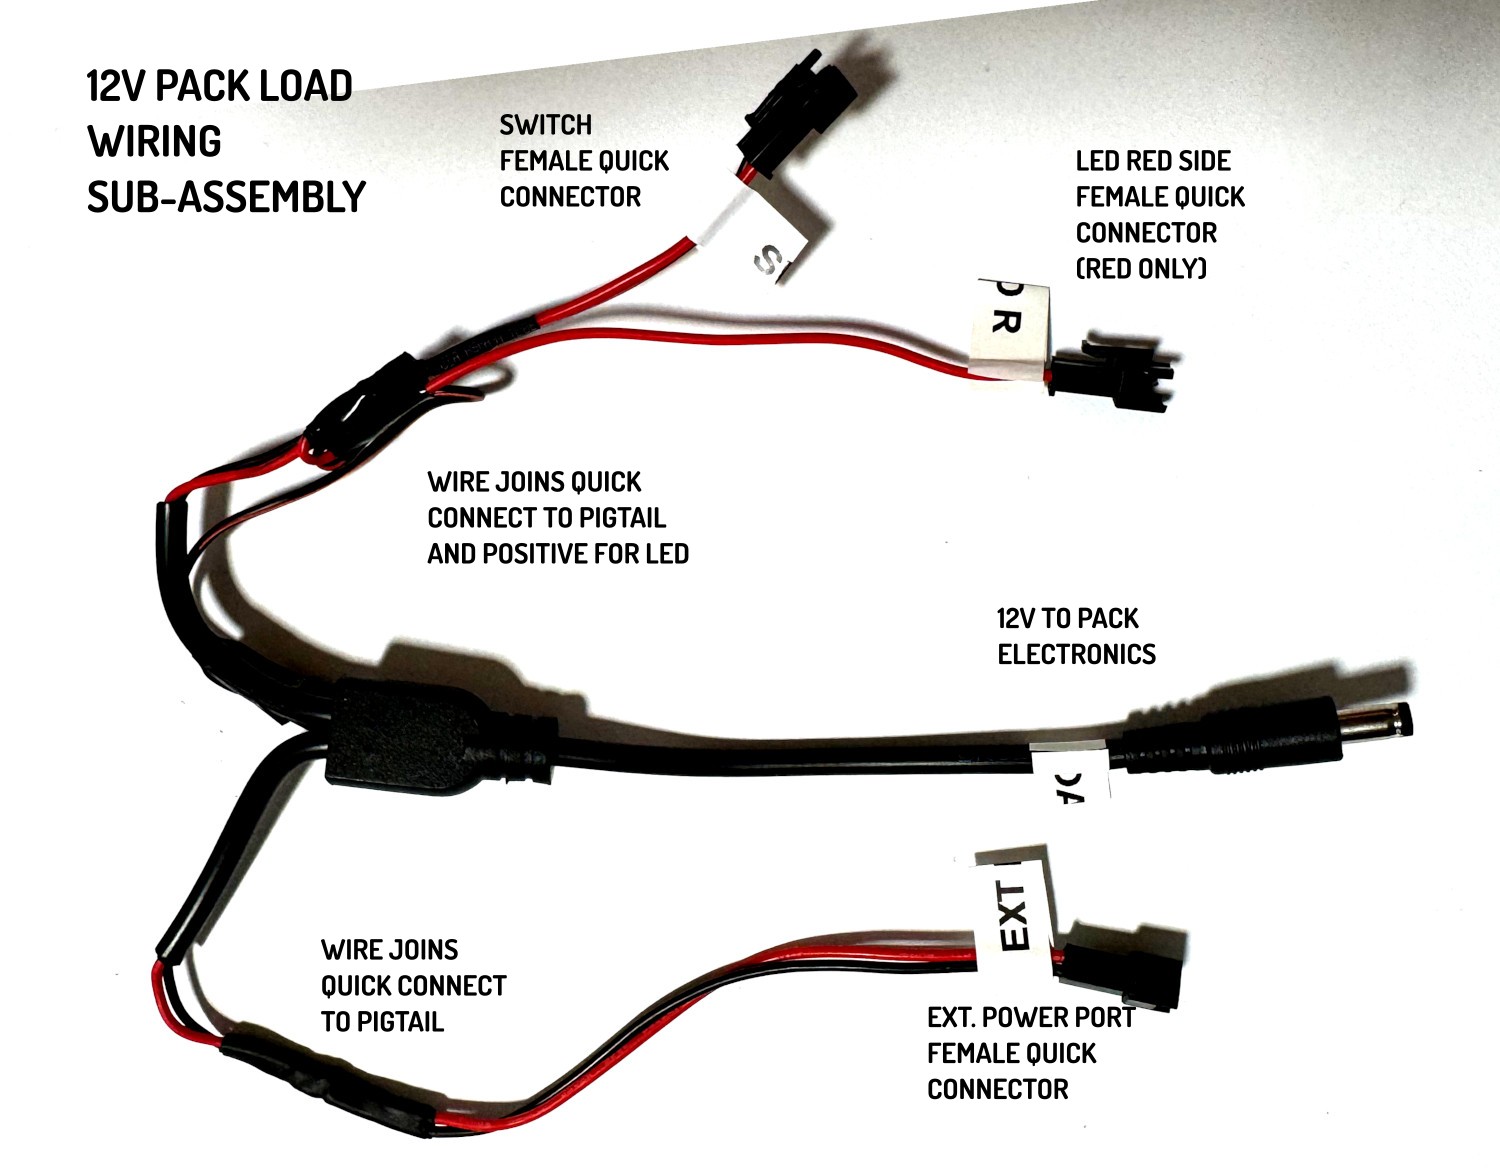 12V PACK LOAD
WIRING
SUB-ASSEMBLY
SWITCH
FEMALE QUICK
CONNECTOR
LED RED SIDE
FEMALE QUICK
CONNECTOR
(RED ONLY)
S
R
WIRE JOINS QUICK
CONNECT TO PIGTAIL
AND POSITIVE FOR LED
12V TO PACK
ELECTRONICS
EXT
WIRE JOINS
QUICK CONNECT
TO PIGTAIL
EXT. POWER PORT
FEMALE QUICK
CONNECTOR